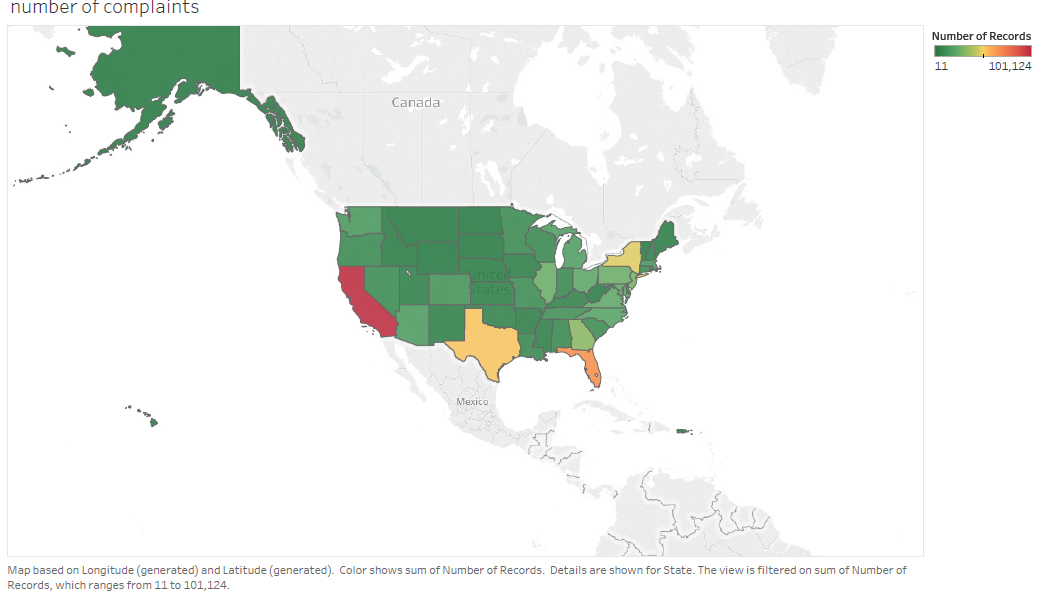 number of complaints
Number of Records
11 101,124
Canada
United
States
Mexico
Map based on Longitude (generated) and Latitude (generated). Color shows sum of Number of Records. Details are shown for State. The view is filtered on sum of Number of
Records, which ranges from 11 to 101,124.